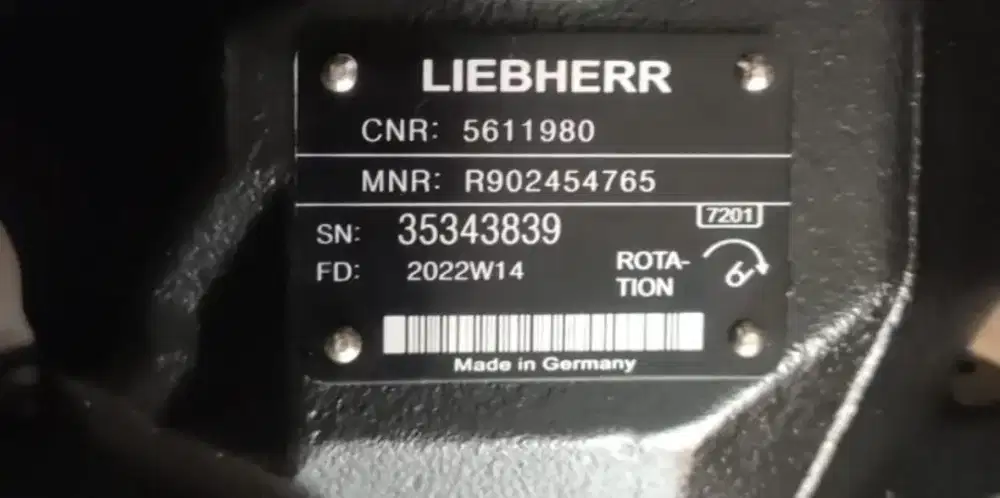 LIEBHERR
CNR: 5611980
MNR: R902454765
7201
SN: 35343839
FD: 2022W14
ROTA-
TION
Made in Germany